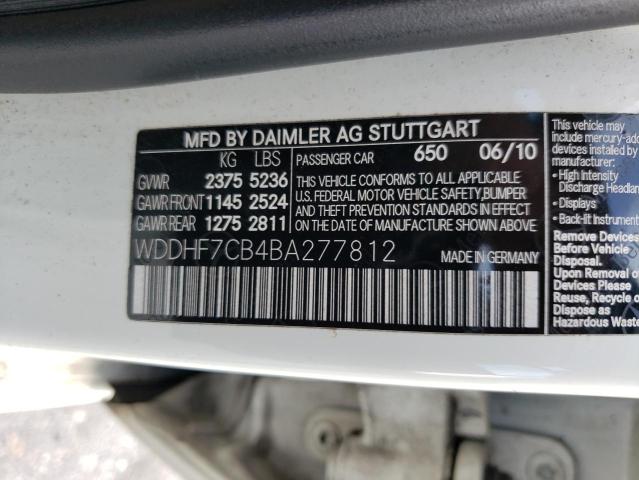 MFD BY DAIMLER AG STUTTGART
KG LBS PASSENGER CAR 650 06/10
GVWR 2375 5236
GAWR FRONT 1145 2524
GAWR REAR 1275 2811
THIS VEHICLE CONFORMS TO ALL APPLICABLE
U.S. FEDERAL MOTOR VEHICLE SAFETY,BUMPER
AND THEFT PREVENTION STANDARDS IN EFFECT
ON THE DATE OF MANUFACTURE SHOWN ABOVE.
WDDHF7CB4BA277812 MADE IN GERMANY
This vehicle may
include mercury-ad
devices installed by
manufacturer:
• High Intensity
Discharge Headla
• Displays
• Back-lit Instrument
Remove Devices
Before Vehicle
Disposal.
Upon Removal of
Devices Please
Reuse, Recycle o
Dispose as
Hazardous Waste